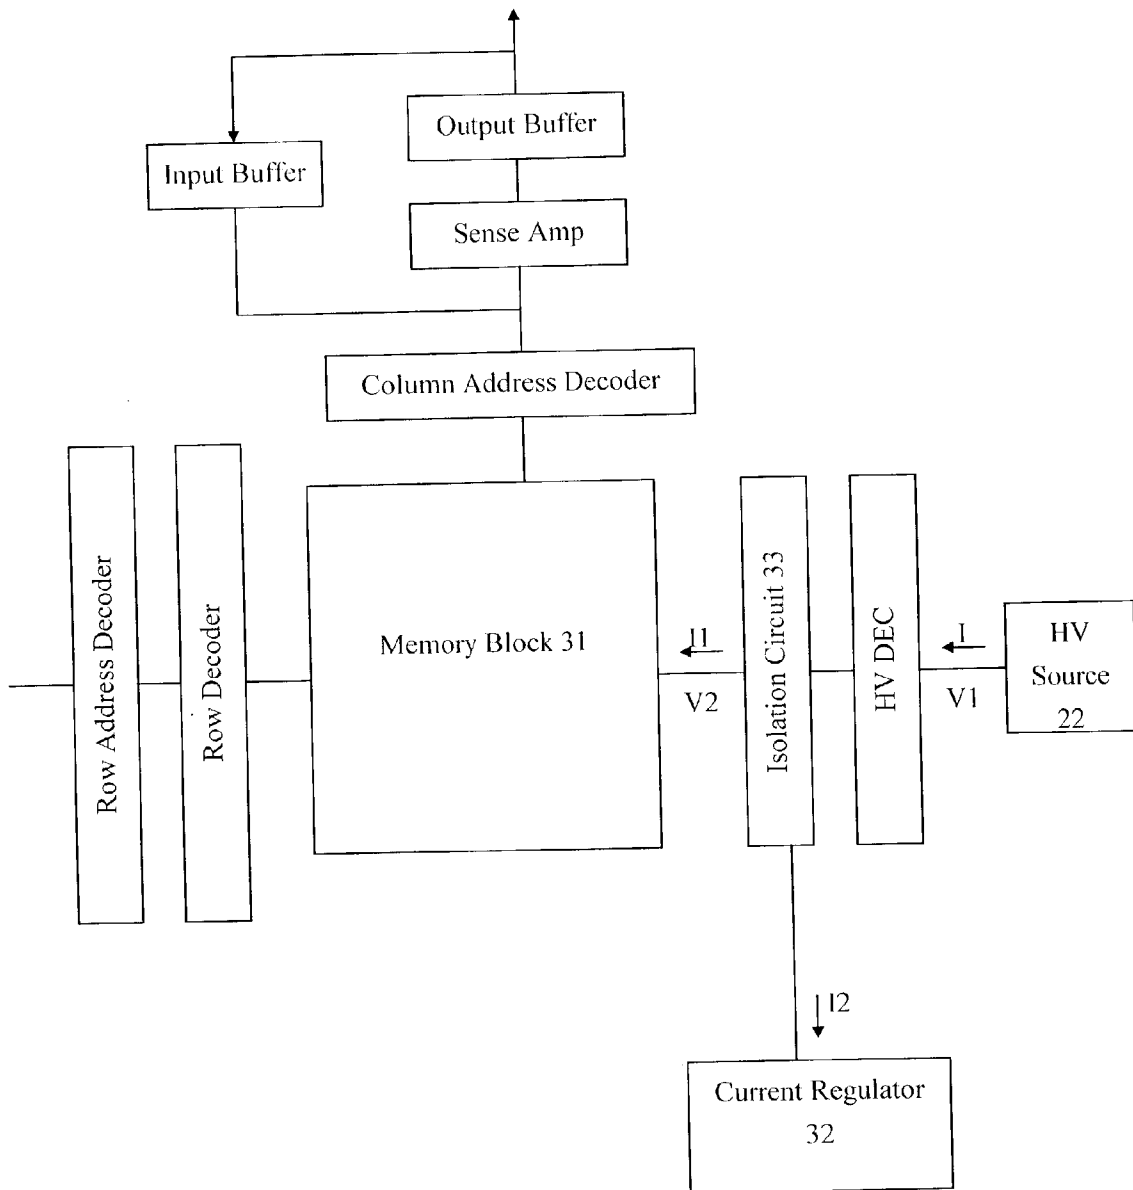 Output Buffer
Input Buffer
Sense Amp
Column Address Decoder
Row Address Decoder
Row Decoder
Memory Block 31
I1
V2
Isolation Circuit 33
HV DEC
I
V1
HV
Source
22
I2
Current Regulator
32